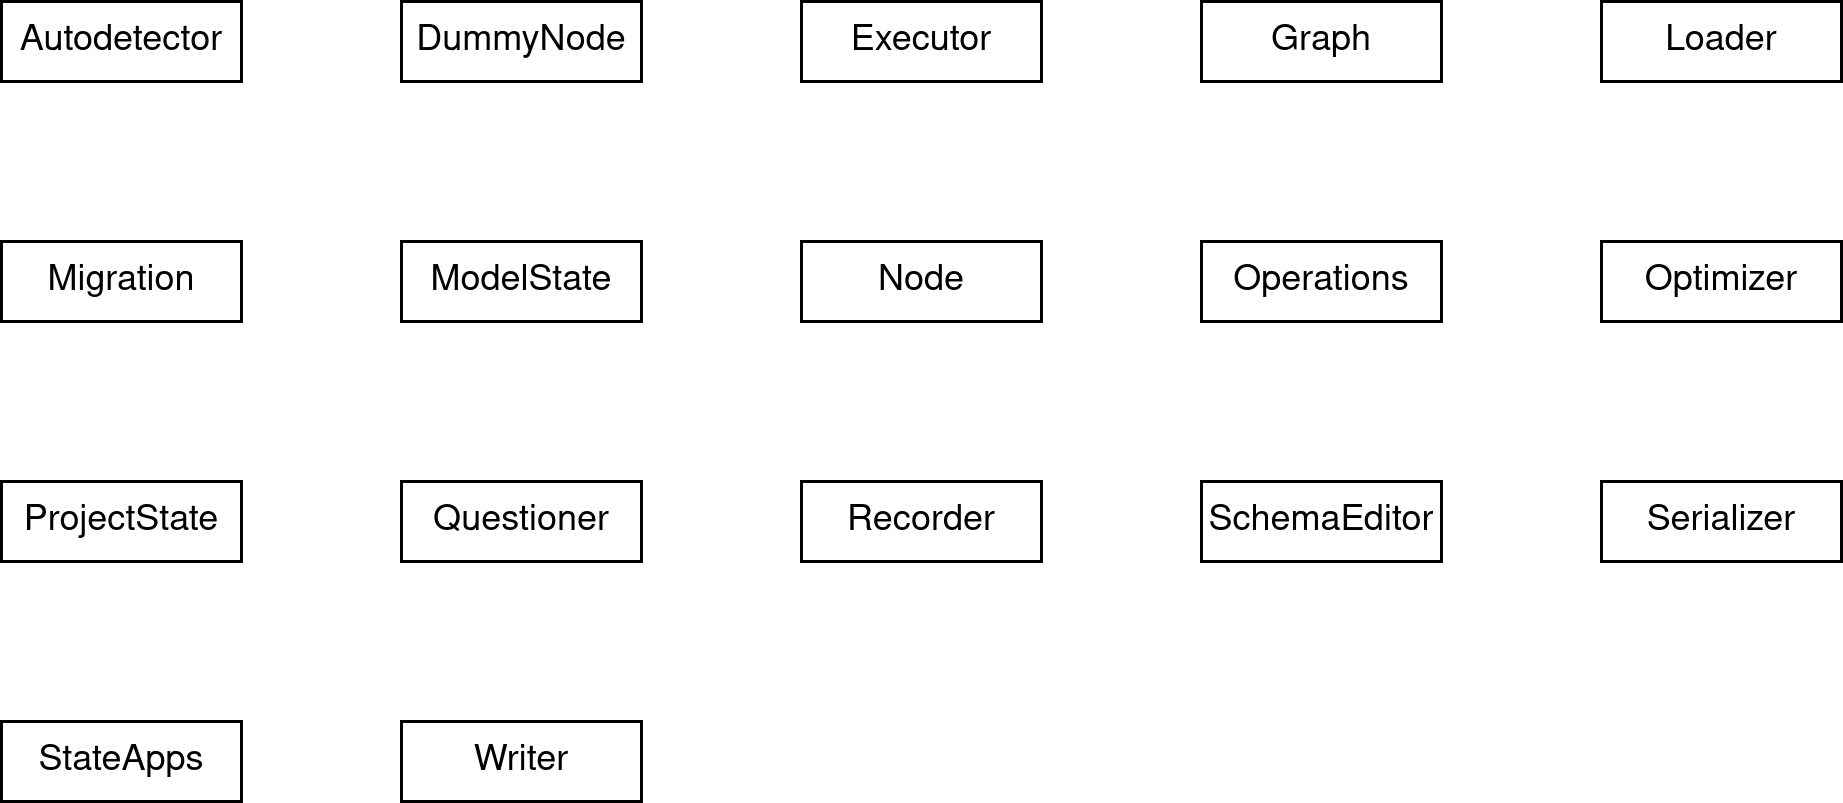 Autodetector
DummyNode
Executor
Graph
Loader
Migration
ModelState
Node
Operations
Optimizer
ProjectState
Questioner
Recorder
SchemaEditor
Serializer
StateApps
Writer